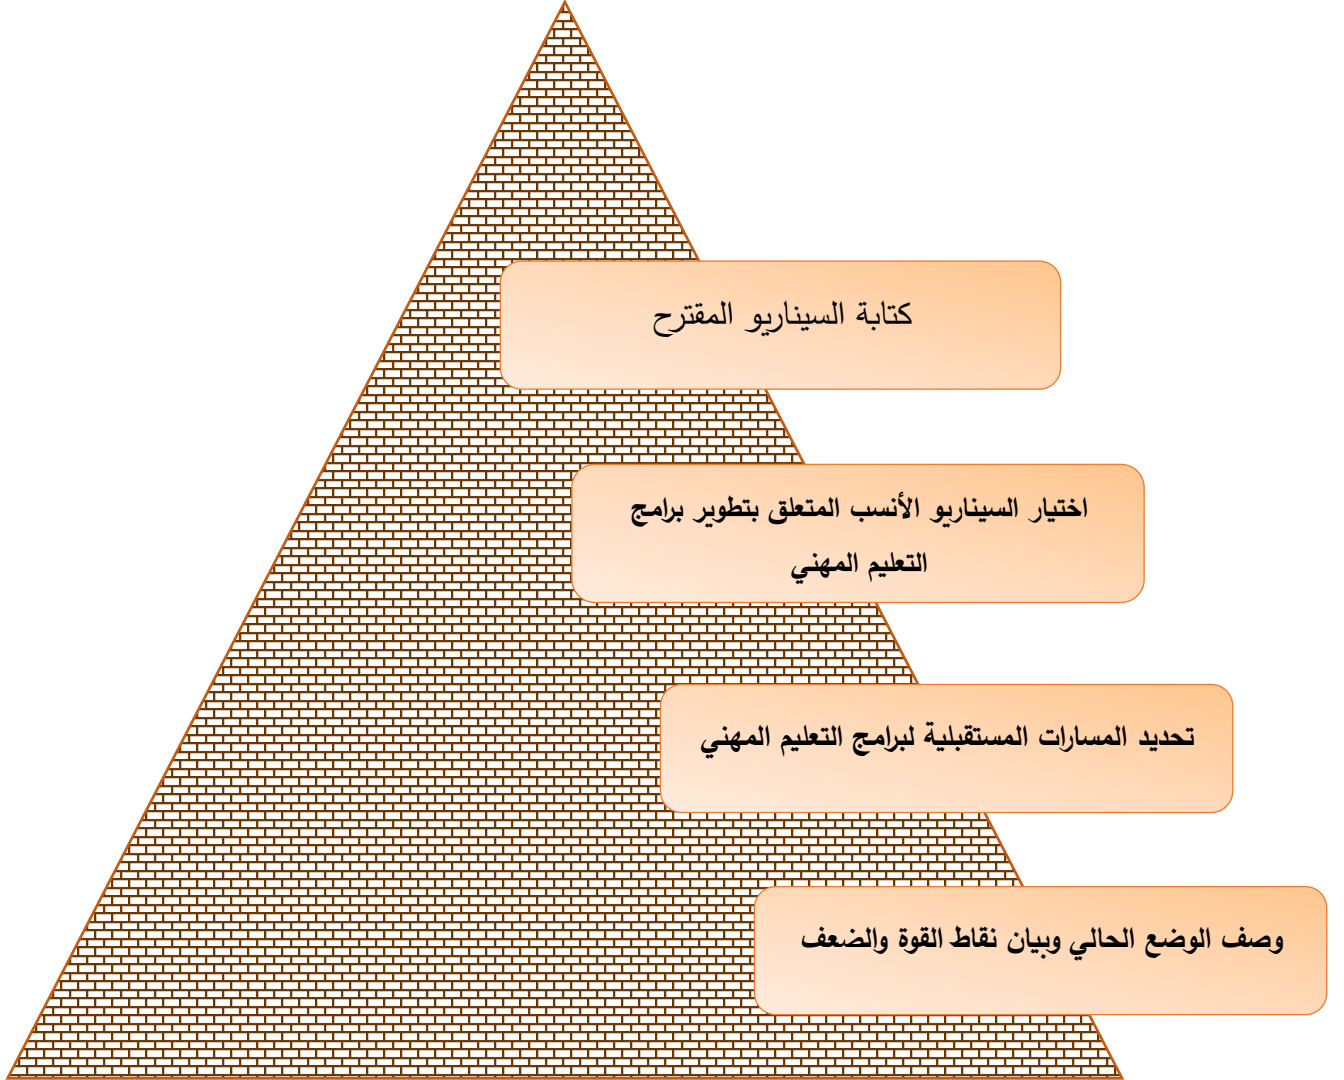 كتابة السيناريو المقترح
اختيار السيناريو الأنسب المتعلق بتطوير برامج
التعليم المهني
تحديد المسارات المستقبلية لبرامج التعليم المهني
وصف الوضع الحالي وبيان نقاط القوة والضعف